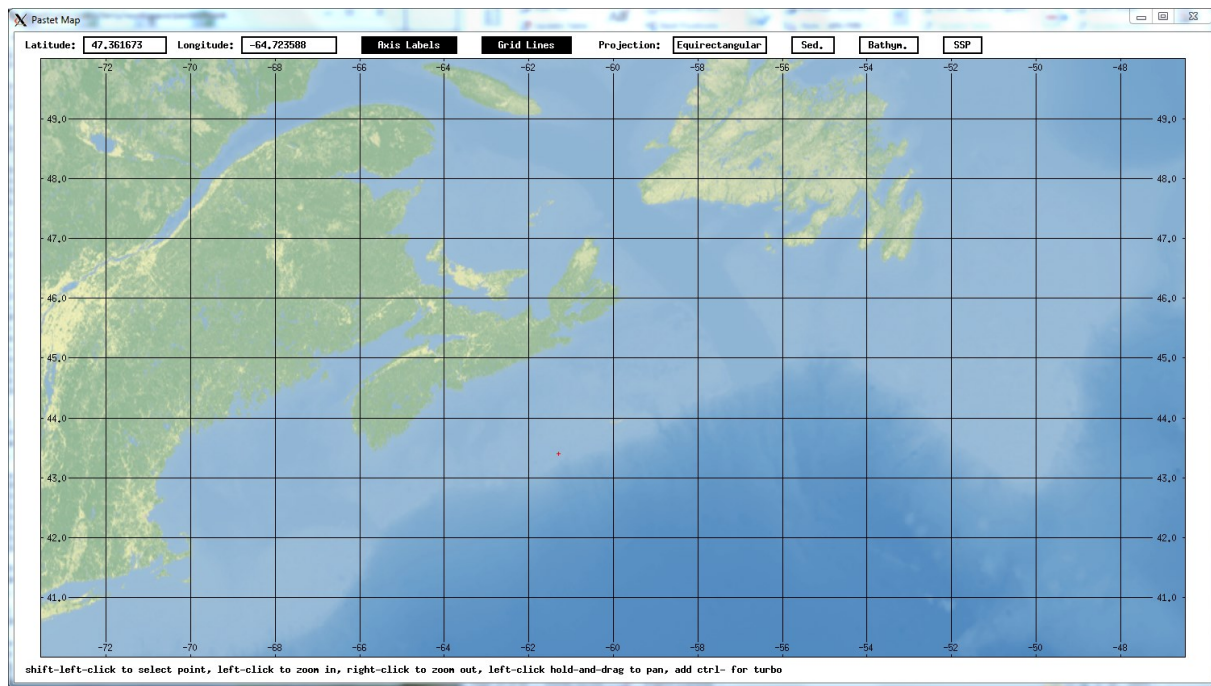 Pastet Map
Latitude: 47.361673 Longitude: -64.723588 Axis Labels Grid Lines Projection: Equirectangular Sed. Bathym. SSP
-72 -70 -68 -66 -64 -62 -60 -58 -56 -54 -52 -50 -48
49.0 49.0
48.0 48.0
47.0 47.0
46.0 46.0
45.0 45.0
44.0 44.0
43.0 43.0
42.0 42.0
41.0 41.0
-72 -70 -68 -66 -64 -62 -60 -58 -56 -54 -52 -50 -48
shift-left-click to select point, left-click to zoom in, right-click to zoom out, left-click hold-and-drag to pan, add ctrl- for turbo